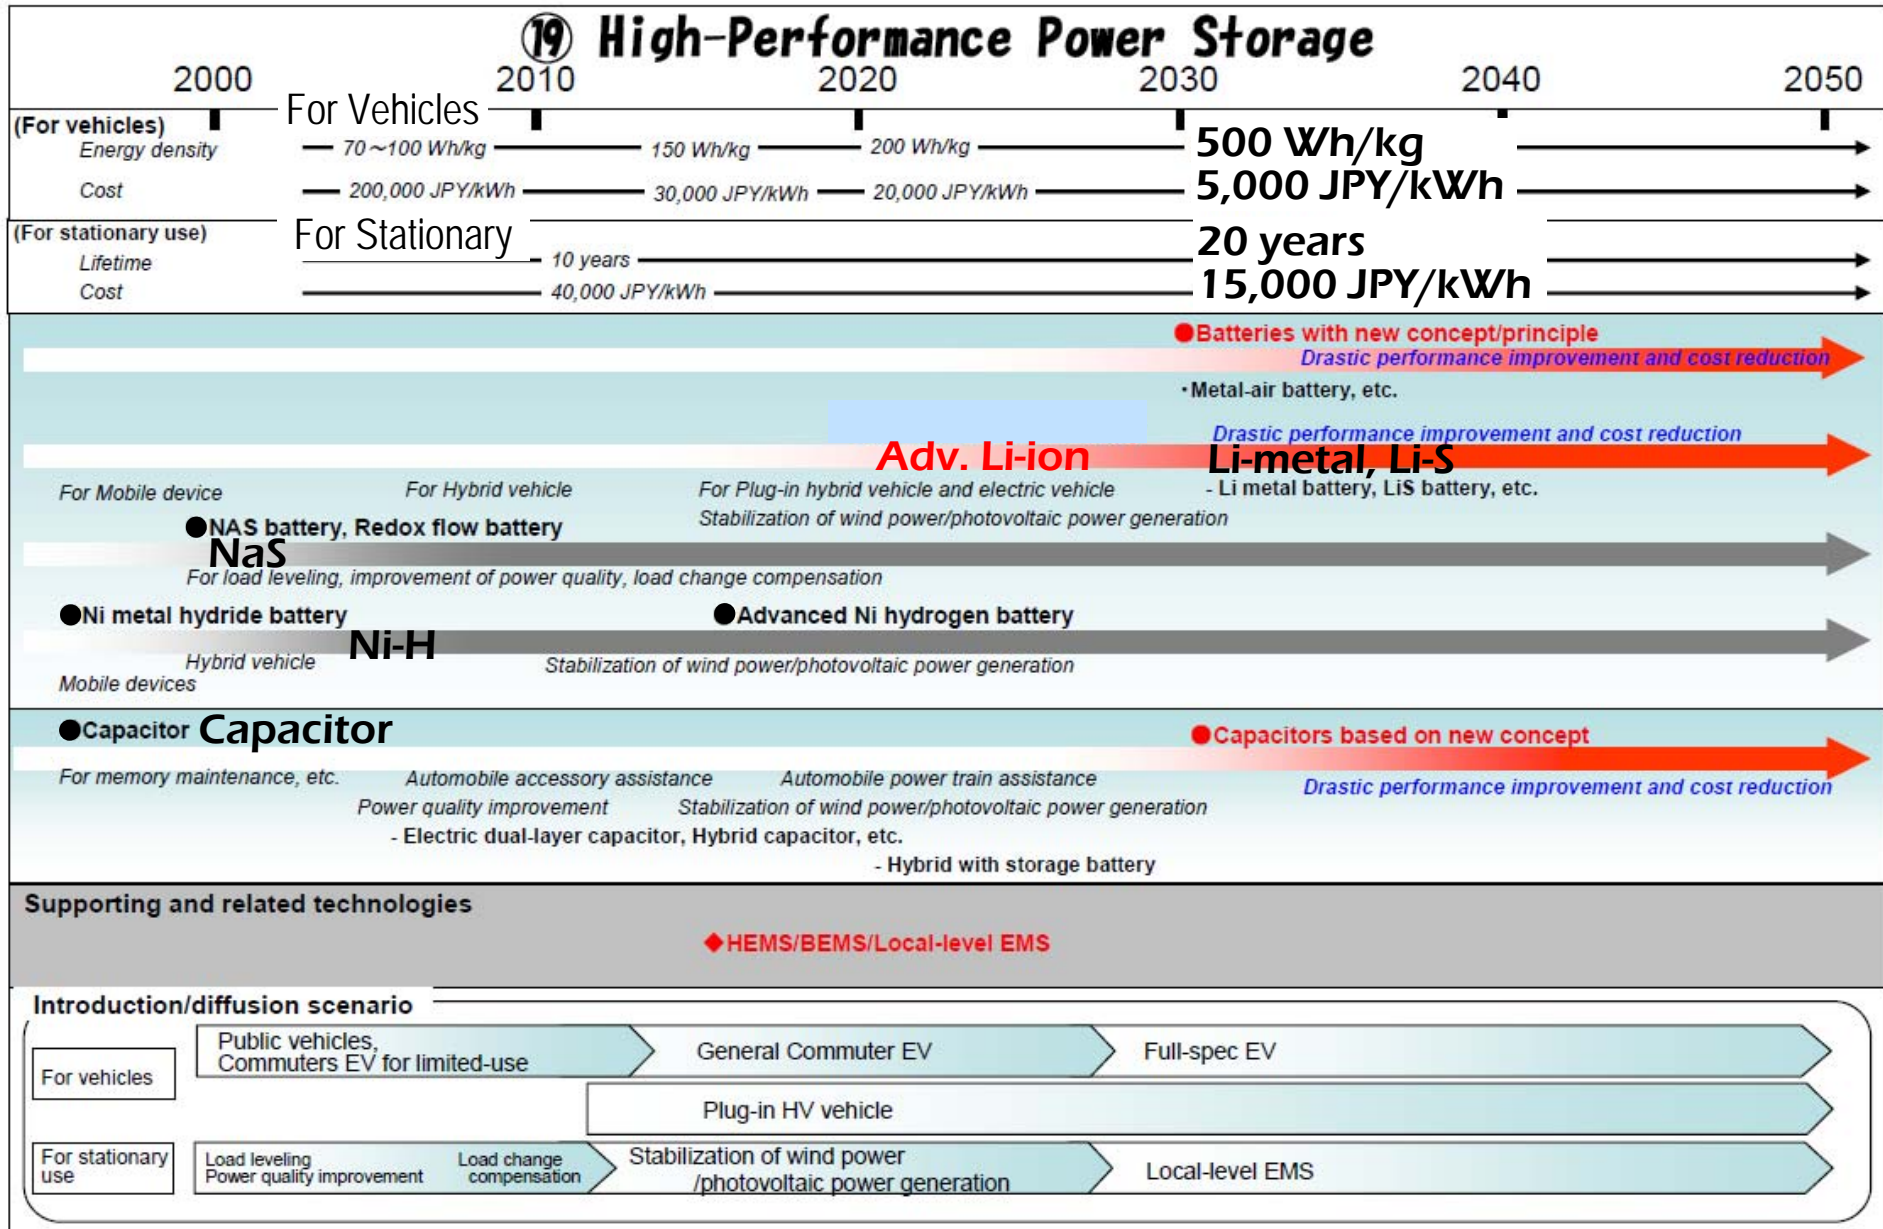 ⑲ High-Performance Power Storage
2000 2010 2020 2030 2040 2050
For Vehicles
(For vehicles)
Energy density 70～100 Wh/kg 150 Wh/kg 200 Wh/kg 500 Wh/kg
Cost 200,000 JPY/kWh 30,000 JPY/kWh 20,000 JPY/kWh 5,000 JPY/kWh
(For stationary use) For Stationary
Lifetime 10 years 20 years
Cost 40,000 JPY/kWh 15,000 JPY/kWh
●Batteries with new concept/principle
Drastic performance improvement and cost reduction
・Metal-air battery, etc.
Drastic performance improvement and cost reduction
Adv. Li-ion Li-metal, Li-S
For Mobile device For Hybrid vehicle For Plug-in hybrid vehicle and electric vehicle - Li metal battery, LiS battery, etc.
Stabilization of wind power/photovoltaic power generation
●NAS battery, Redox flow battery
NaS
For load leveling, improvement of power quality, load change compensation
●Ni metal hydride battery ●Advanced Ni hydrogen battery
Ni-H
Hybrid vehicle Stabilization of wind power/photovoltaic power generation
Mobile devices
●Capacitor Capacitor
●Capacitors based on new concept
For memory maintenance, etc. Automobile accessory assistance Automobile power train assistance
Drastic performance improvement and cost reduction
Power quality improvement Stabilization of wind power/photovoltaic power generation
- Electric dual-layer capacitor, Hybrid capacitor, etc.
- Hybrid with storage battery
Supporting and related technologies
◆HEMS/BEMS/Local-level EMS
Introduction/diffusion scenario
For vehicles
Public vehicles,
Commuters EV for limited-use
General Commuter EV
Full-spec EV
Plug-in HV vehicle
For stationary
use
Load leveling
Power quality improvement
Load change
compensation
Stabilization of wind power
/photovoltaic power generation
Local-level EMS